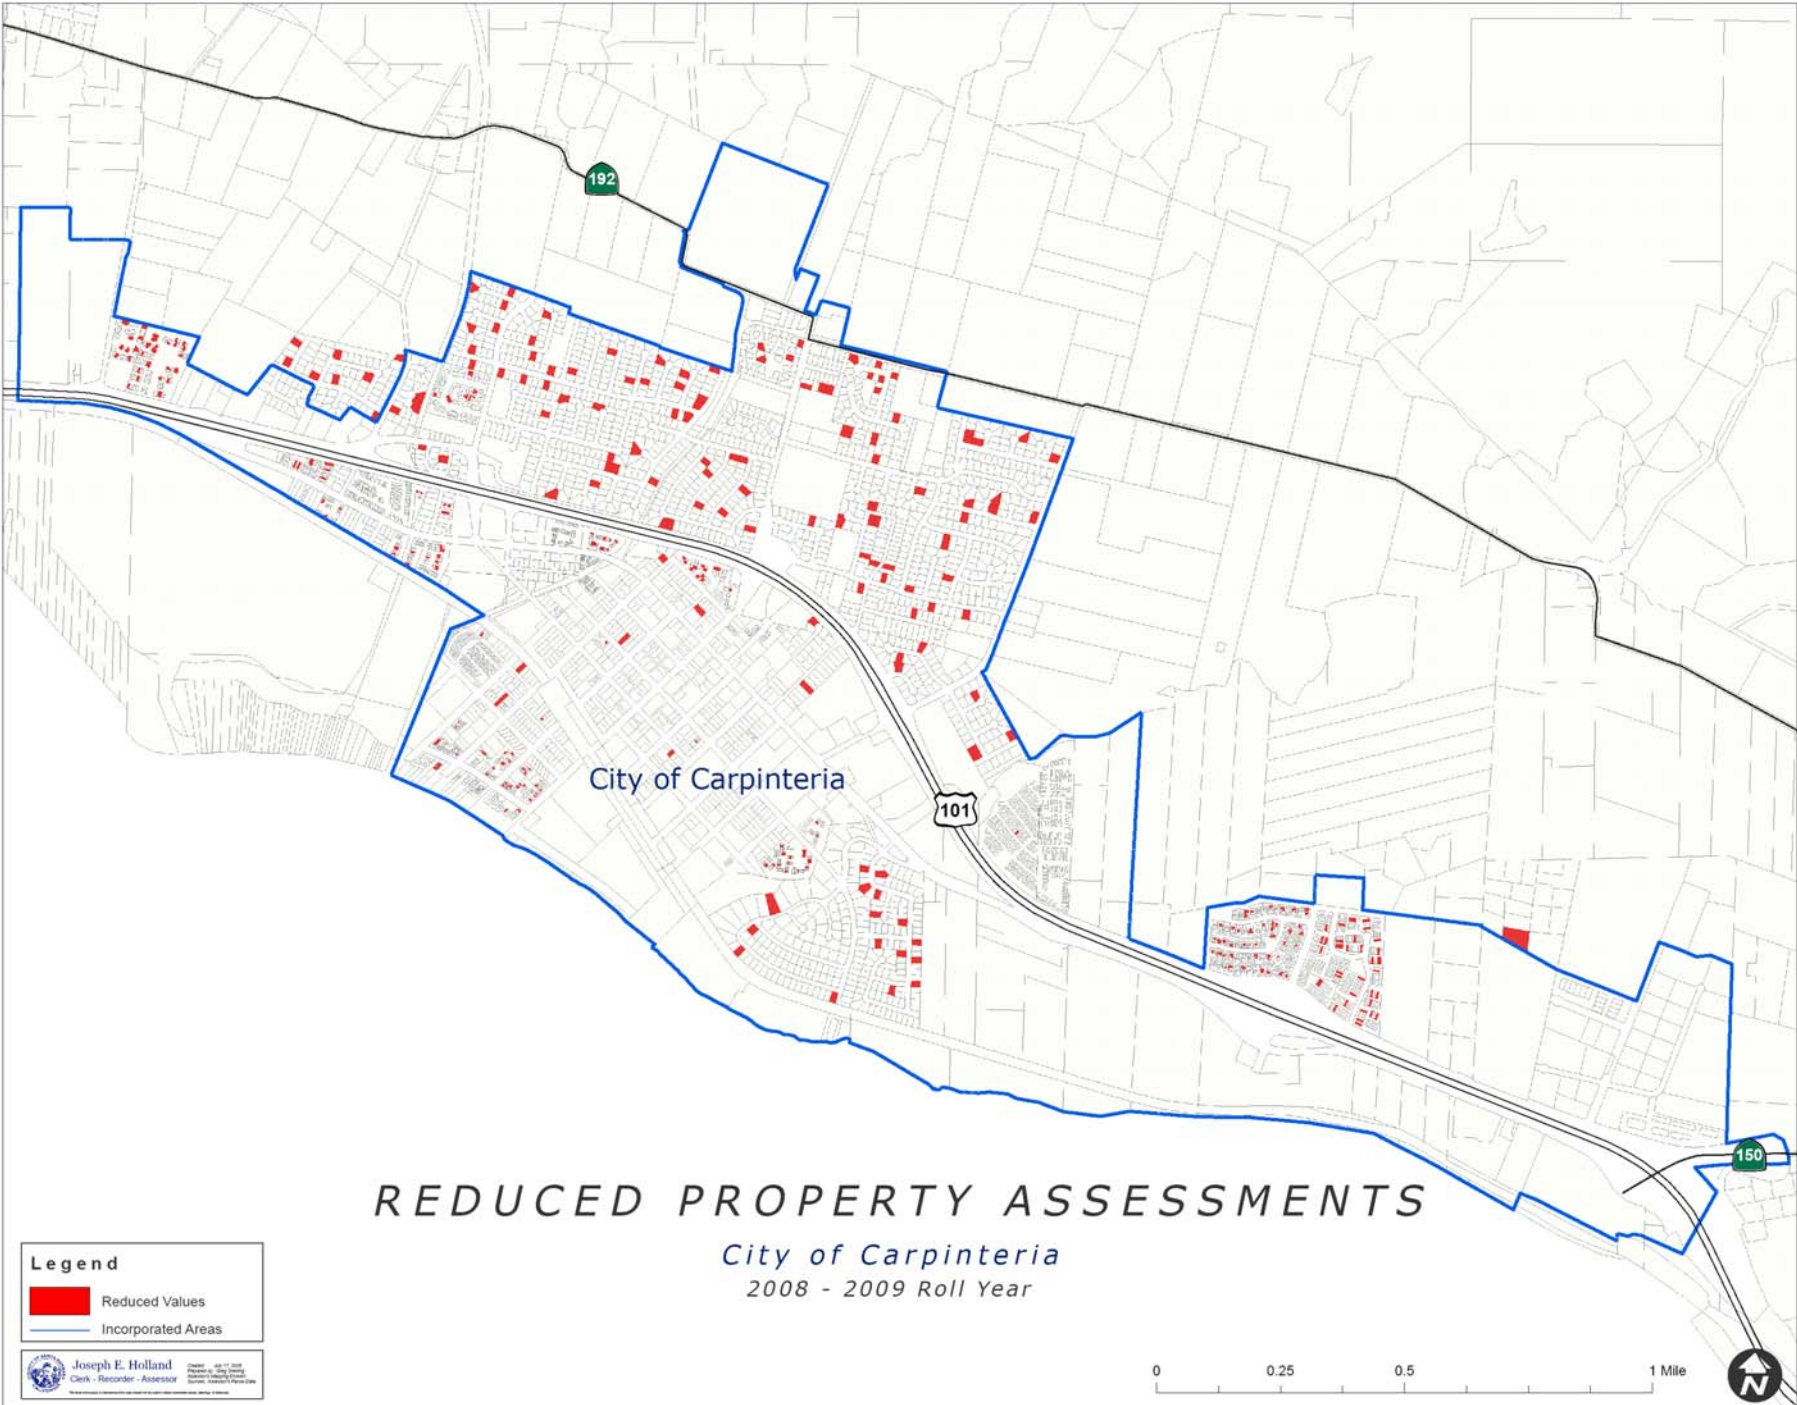 192
City of Carpinteria
101
150
REDUCED PROPERTY ASSESSMENTS
City of Carpinteria
2008 - 2009 Roll Year
Legend
Reduced Values
Incorporated Areas
Joseph E. Holland
Clerk - Recorder - Assessor
0 0.25 0.5 1 Mile
N